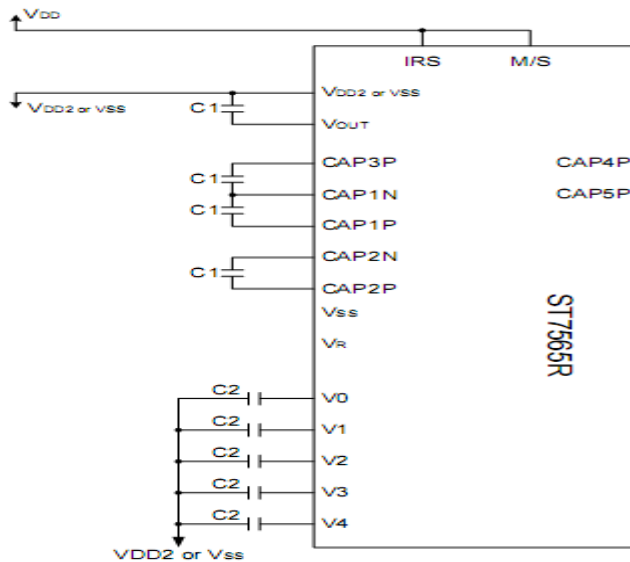 VDD
IRS M/S
VDD2 or VSS
C1
VDD2 or VSS
VOUT
CAP3P
CAP4P
C1
CAP1N
CAP5P
C1
CAP1P
CAP2N
C1
CAP2P
VSS
ST7565R
VR
C2
V0
C2
V1
C2
V2
C2
V3
C2
V4
VDD2 or Vss